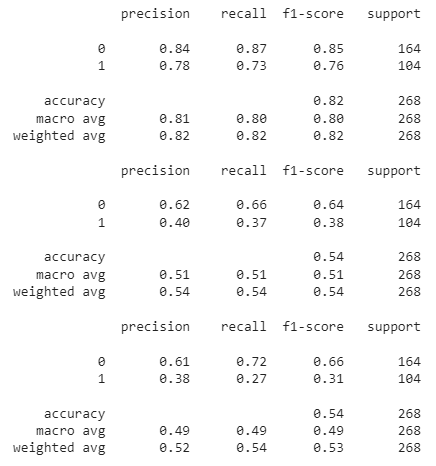 precision recall f1-score support
0 0.84 0.87 0.85 164
1 0.78 0.73 0.76 104
accuracy 0.82 268
macro avg 0.81 0.80 0.80 268
weighted avg 0.82 0.82 0.82 268
precision recall f1-score support
0 0.62 0.66 0.64 164
1 0.40 0.37 0.38 104
accuracy 0.54 268
macro avg 0.51 0.51 0.51 268
weighted avg 0.54 0.54 0.54 268
precision recall f1-score support
0 0.61 0.72 0.66 164
1 0.38 0.27 0.31 104
accuracy 0.54 268
macro avg 0.49 0.49 0.49 268
weighted avg 0.52 0.54 0.53 268